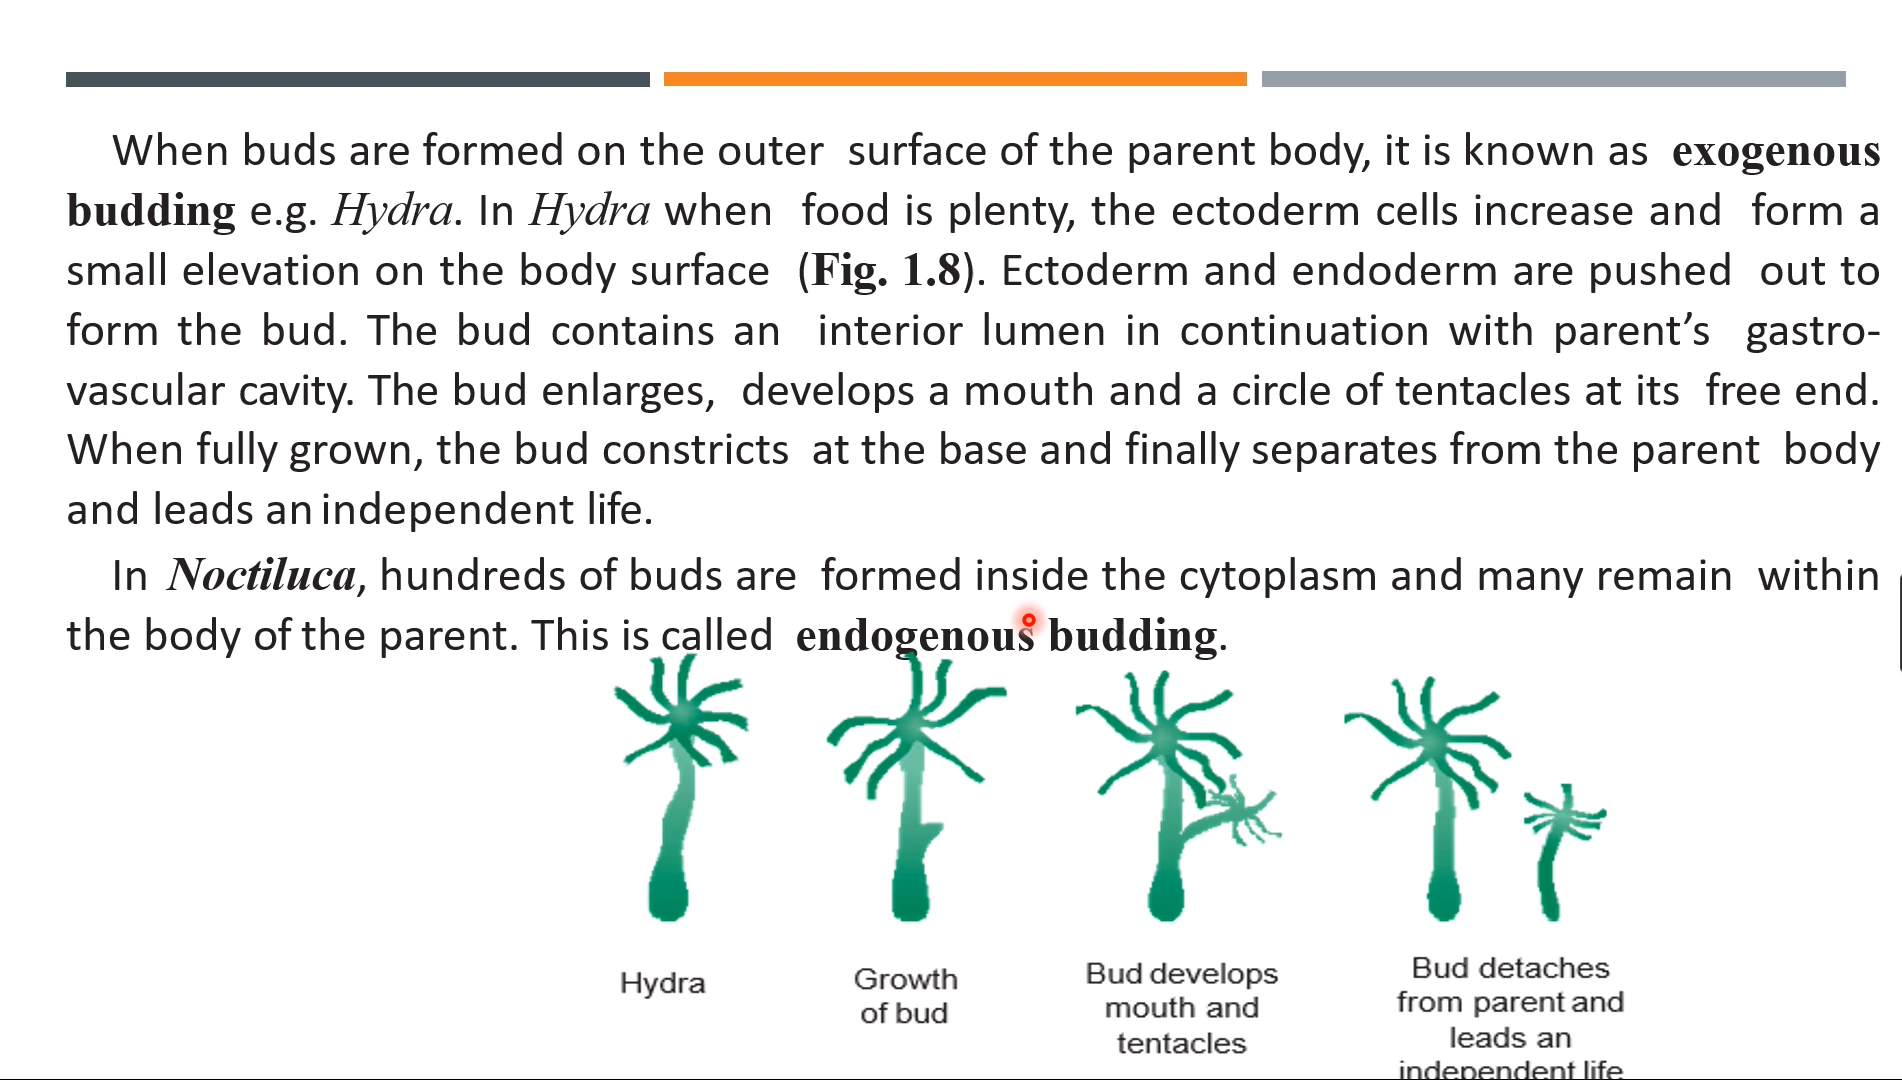 When buds are formed on the outer surface of the parent body, it is known as exogenous
budding e.g. Hydra. In Hydra when food is plenty, the ectoderm cells increase and form a
small elevation on the body surface (Fig. 1.8). Ectoderm and endoderm are pushed out to
form the bud. The bud contains an interior lumen in continuation with parent’s gastro-
vascular cavity. The bud enlarges, develops a mouth and a circle of tentacles at its free end.
When fully grown, the bud constricts at the base and finally separates from the parent body
and leads an independent life.
In Noctiluca, hundreds of buds are formed inside the cytoplasm and many remain within
the body of the parent. This is called endogenous budding.
Hydra
Growth
of bud
Bud develops
mouth and
tentacles
Bud detaches
from parent and
leads an
independent life